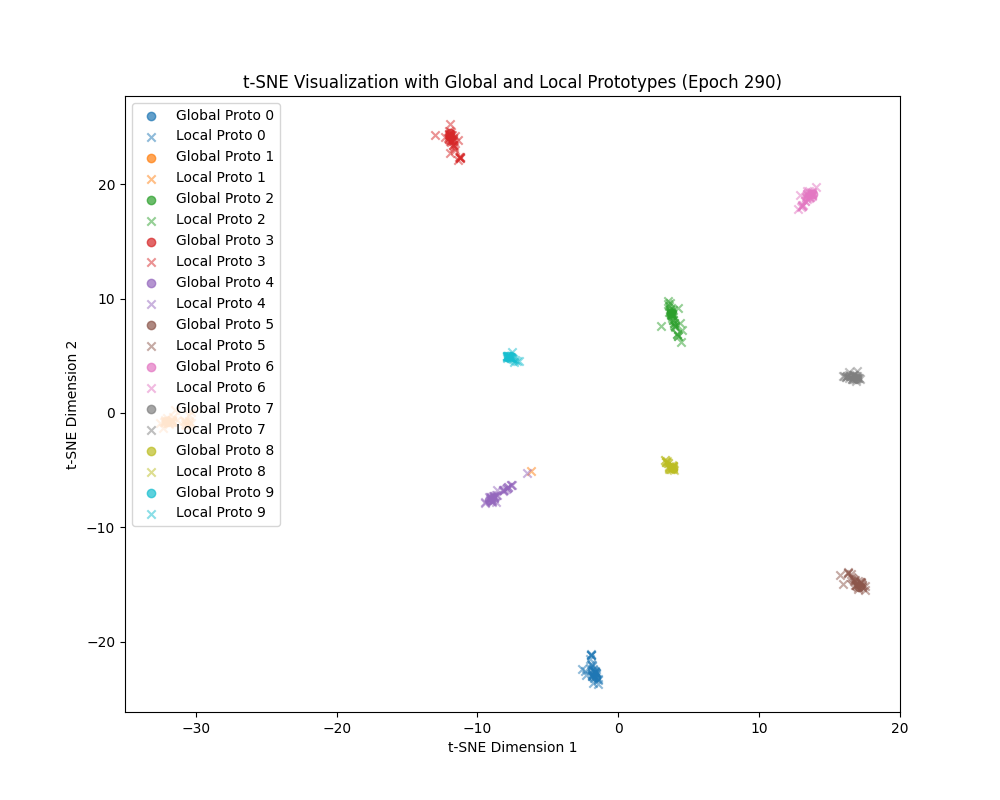 t-SNE Visualization with Global and Local Prototypes (Epoch 290)
Global Proto 0
Local Proto 0
Global Proto 1
Local Proto 1
Global Proto 2
Local Proto 2
Global Proto 3
Local Proto 3
Global Proto 4
Local Proto 4
Global Proto 5
Local Proto 5
Global Proto 6
Local Proto 6
Global Proto 7
Local Proto 7
Global Proto 8
Local Proto 8
Global Proto 9
Local Proto 9
t-SNE Dimension 2
20
10
0
−10
−20
−30
−20
−10
0
10
20
t-SNE Dimension 1